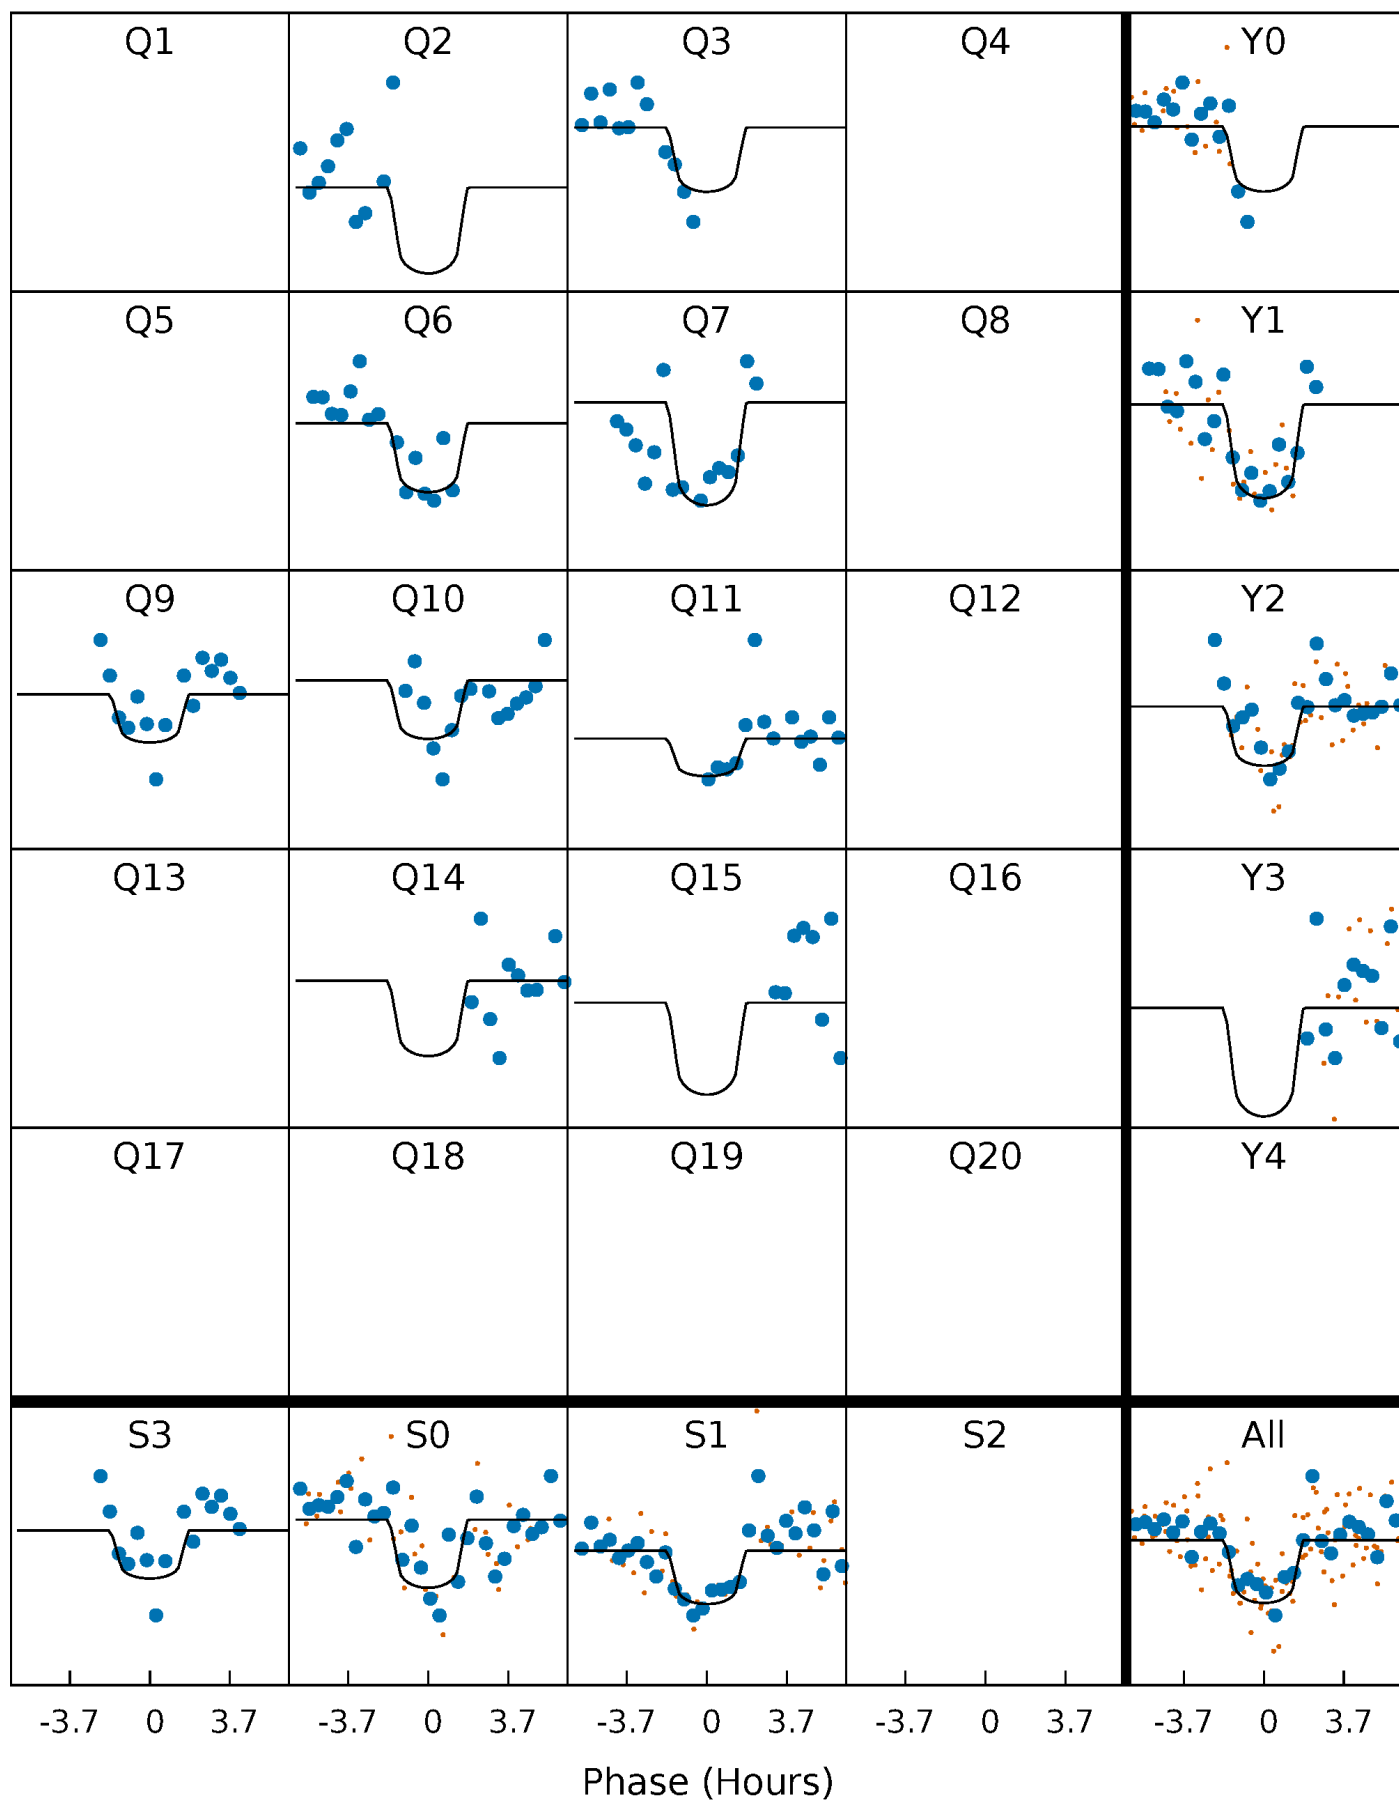 Q1 Q2 Q3 Q4 Y0
Q5 Q6 Q7 Q8 Y1
Q9 Q10 Q11 Q12 Y2
Q13 Q14 Q15 Q16 Y3
Q17 Q18 Q19 Q20 Y4
S3 S0 S1 S2 All
-3.7 0 3.7 -3.7 0 3.7 -3.7 0 3.7 -3.7 0 3.7 -3.7 0 3.7
Phase (Hours)